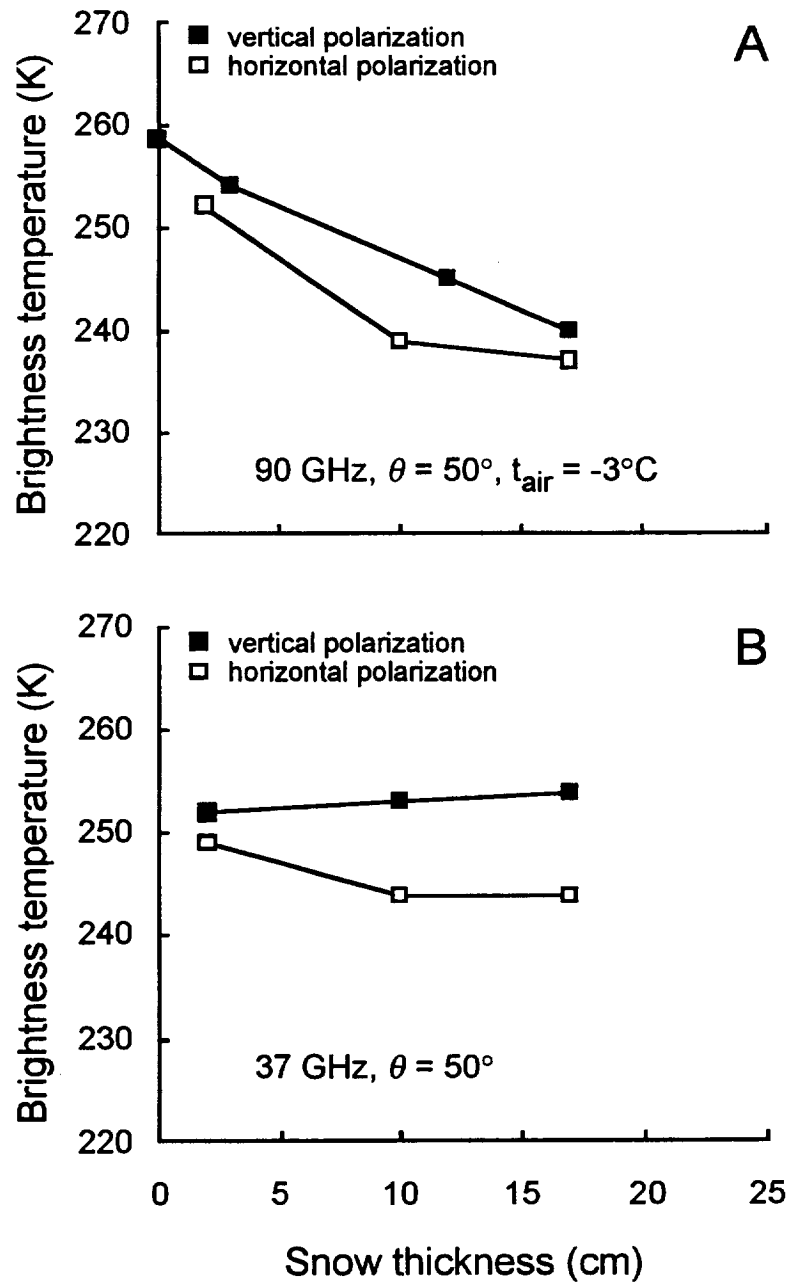 A
■ vertical polarization
□ horizontal polarization
Brightness temperature (K)
270
260
250
240
230
220
90 GHz, θ = 50°, t_air = -3°C
B
■ vertical polarization
□ horizontal polarization
Brightness temperature (K)
270
260
250
240
230
220
37 GHz, θ = 50°
0 5 10 15 20 25
Snow thickness (cm)